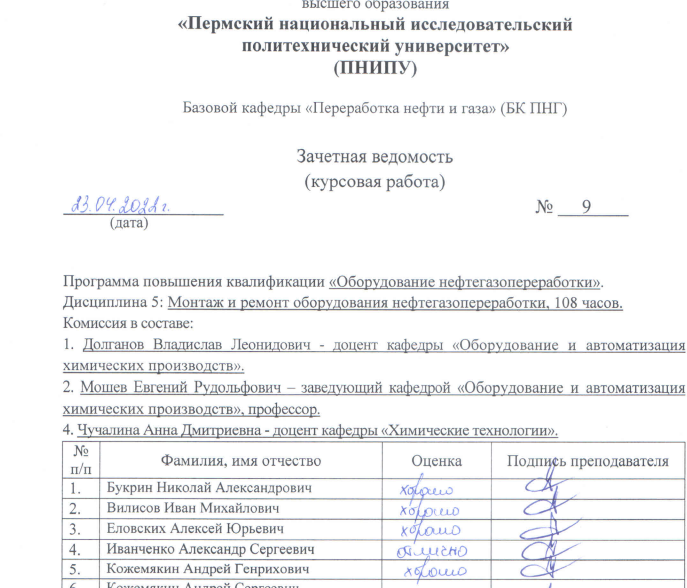 высшего образования
«Пермский национальный исследовательский
политехнический университет»
(ПНИПУ)
Базовой кафедры «Переработка нефти и газа» (БК ПНГ)
Зачетная ведомость
(курсовая работа)
23.04.2022г. № 9
(дата)
Программа повышения квалификации «Оборудование нефтегазопереработки».
Дисциплина 5: Монтаж и ремонт оборудования нефтегазопереработки, 108 часов.
Комиссия в составе:
1. Долганов Владислав Леонидович - доцент кафедры «Оборудование и автоматизация
химических производств».
2. Мошев Евгений Рудольфович – заведующий кафедрой «Оборудование и автоматизация
химических производств», профессор.
4. Чучалина Анна Дмитриевна - доцент кафедры «Химические технологии».
№ п/п Фамилия, имя отчество Оценка Подпись преподавателя
1. Букрин Николай Александрович хорошо
2. Вилисов Иван Михайлович хорошо
3. Еловских Алексей Юрьевич хорошо
4. Иванченко Александр Сергеевич отлично
5. Кожемякин Андрей Генрихович хорошо
6. Кожемякин Андрей Сергеевич